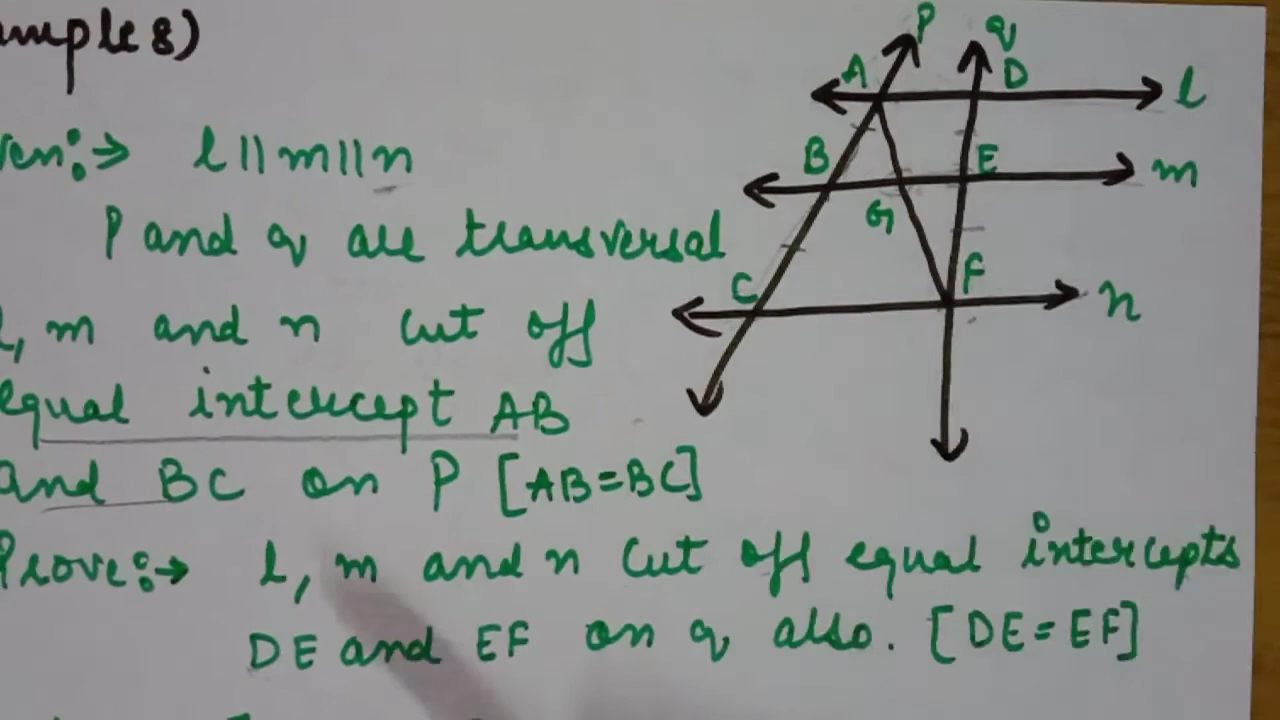 ample 8)
ven:→ l || m || n
P and q are transversal
l, m and n cut off
equal intercept AB
and BC on P [AB=BC]
Prove:→ l, m and n cut off equal intercepts
DE and EF on q also. [DE=EF]
P q
A D l
B E m
G
C F n